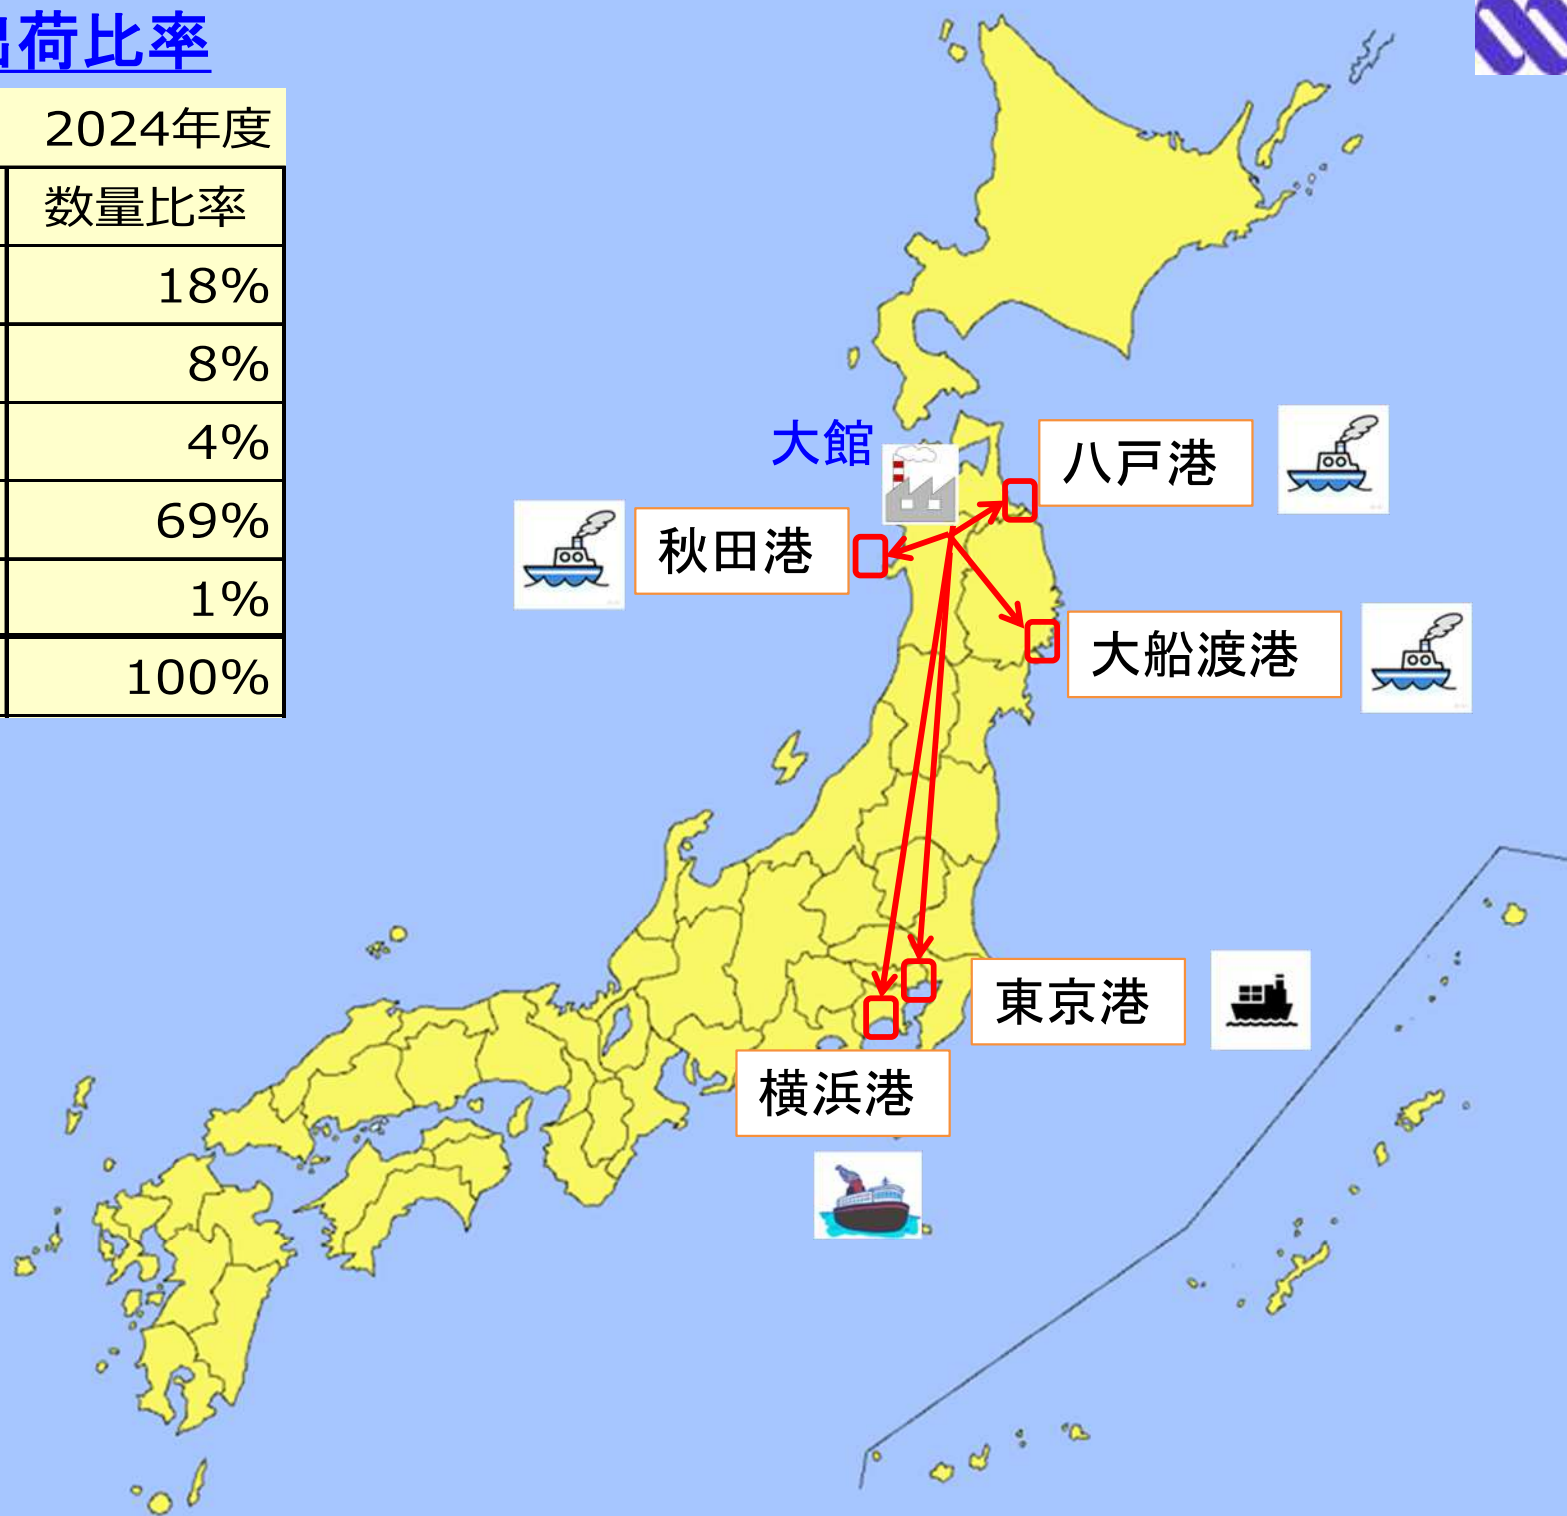 出荷比率
2024年度
数量比率
18%
8%
4%
69%
1%
100%
大館
八戸港
秋田港
大船渡港
東京港
横浜港